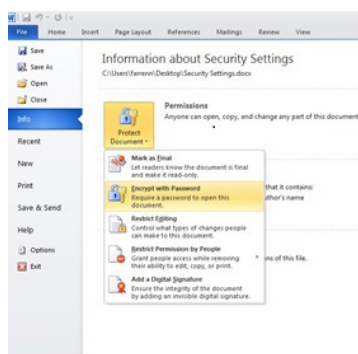 File Home Insert Page Layout References Mailings Review View
Save
Save As
Open
Close
Info
Recent
New
Print
Save & Send
Help
Options
Exit
Information about Security Settings
C:\Users\farrenn\Desktop\Security Settings.docx
Protect
Document
Permissions
Anyone can open, copy, and change any part of this document
Mark as Final
Let readers know the document is final
and make it read-only.
Encrypt with Password
Require a password to open this
document.
Restrict Editing
Control what types of changes people
can make to this document.
Restrict Permission by People
Grant people access while removing
their ability to edit, copy, or print.
Add a Digital Signature
Ensure the integrity of the document
by adding an invisible digital signature.
that it contains:
thor's name
ns of this file.